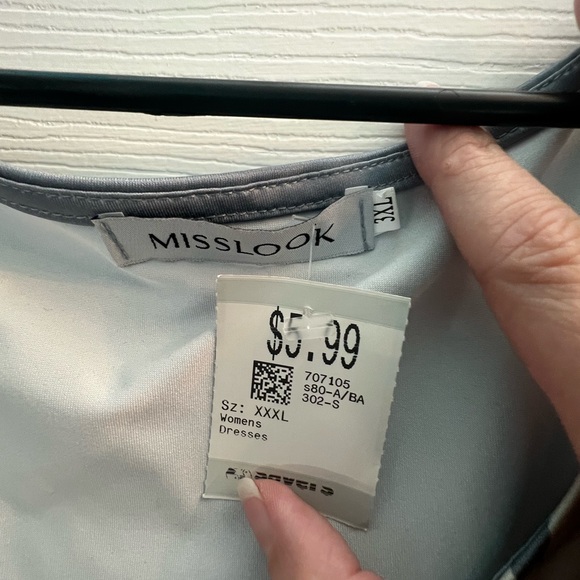 MISSLOOK
3XL
$5.99
707105
s80-A/BA
302-S
Sz: XXXL
Womens
Dresses